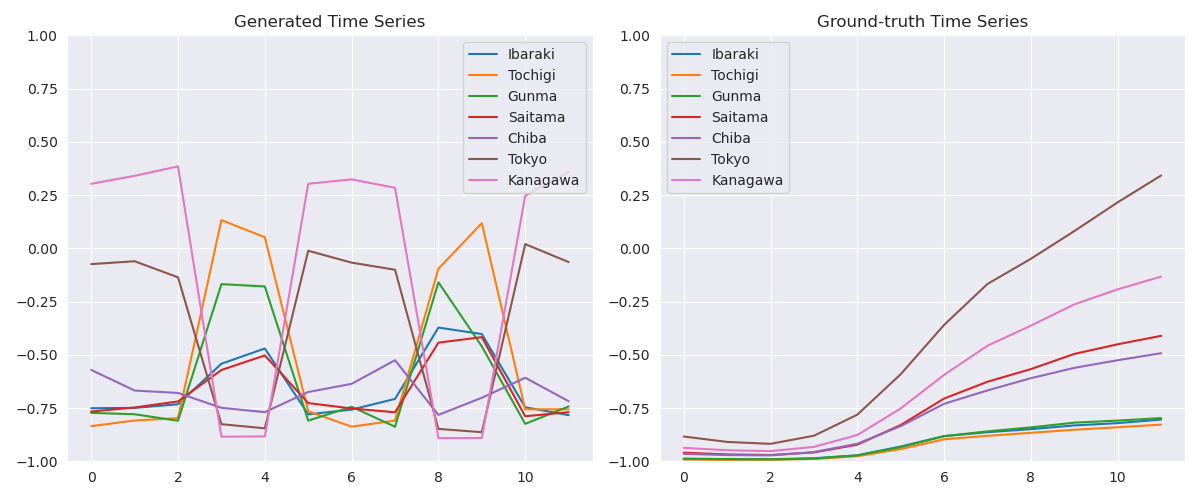 Generated Time Series
1.00
0.75
0.50
0.25
0.00
−0.25
−0.50
−0.75
−1.00
0 2 4 6 8 10
Ibaraki
Tochigi
Gunma
Saitama
Chiba
Tokyo
Kanagawa
Ground-truth Time Series
1.00
0.75
0.50
0.25
0.00
−0.25
−0.50
−0.75
−1.00
0 2 4 6 8 10
Ibaraki
Tochigi
Gunma
Saitama
Chiba
Tokyo
Kanagawa